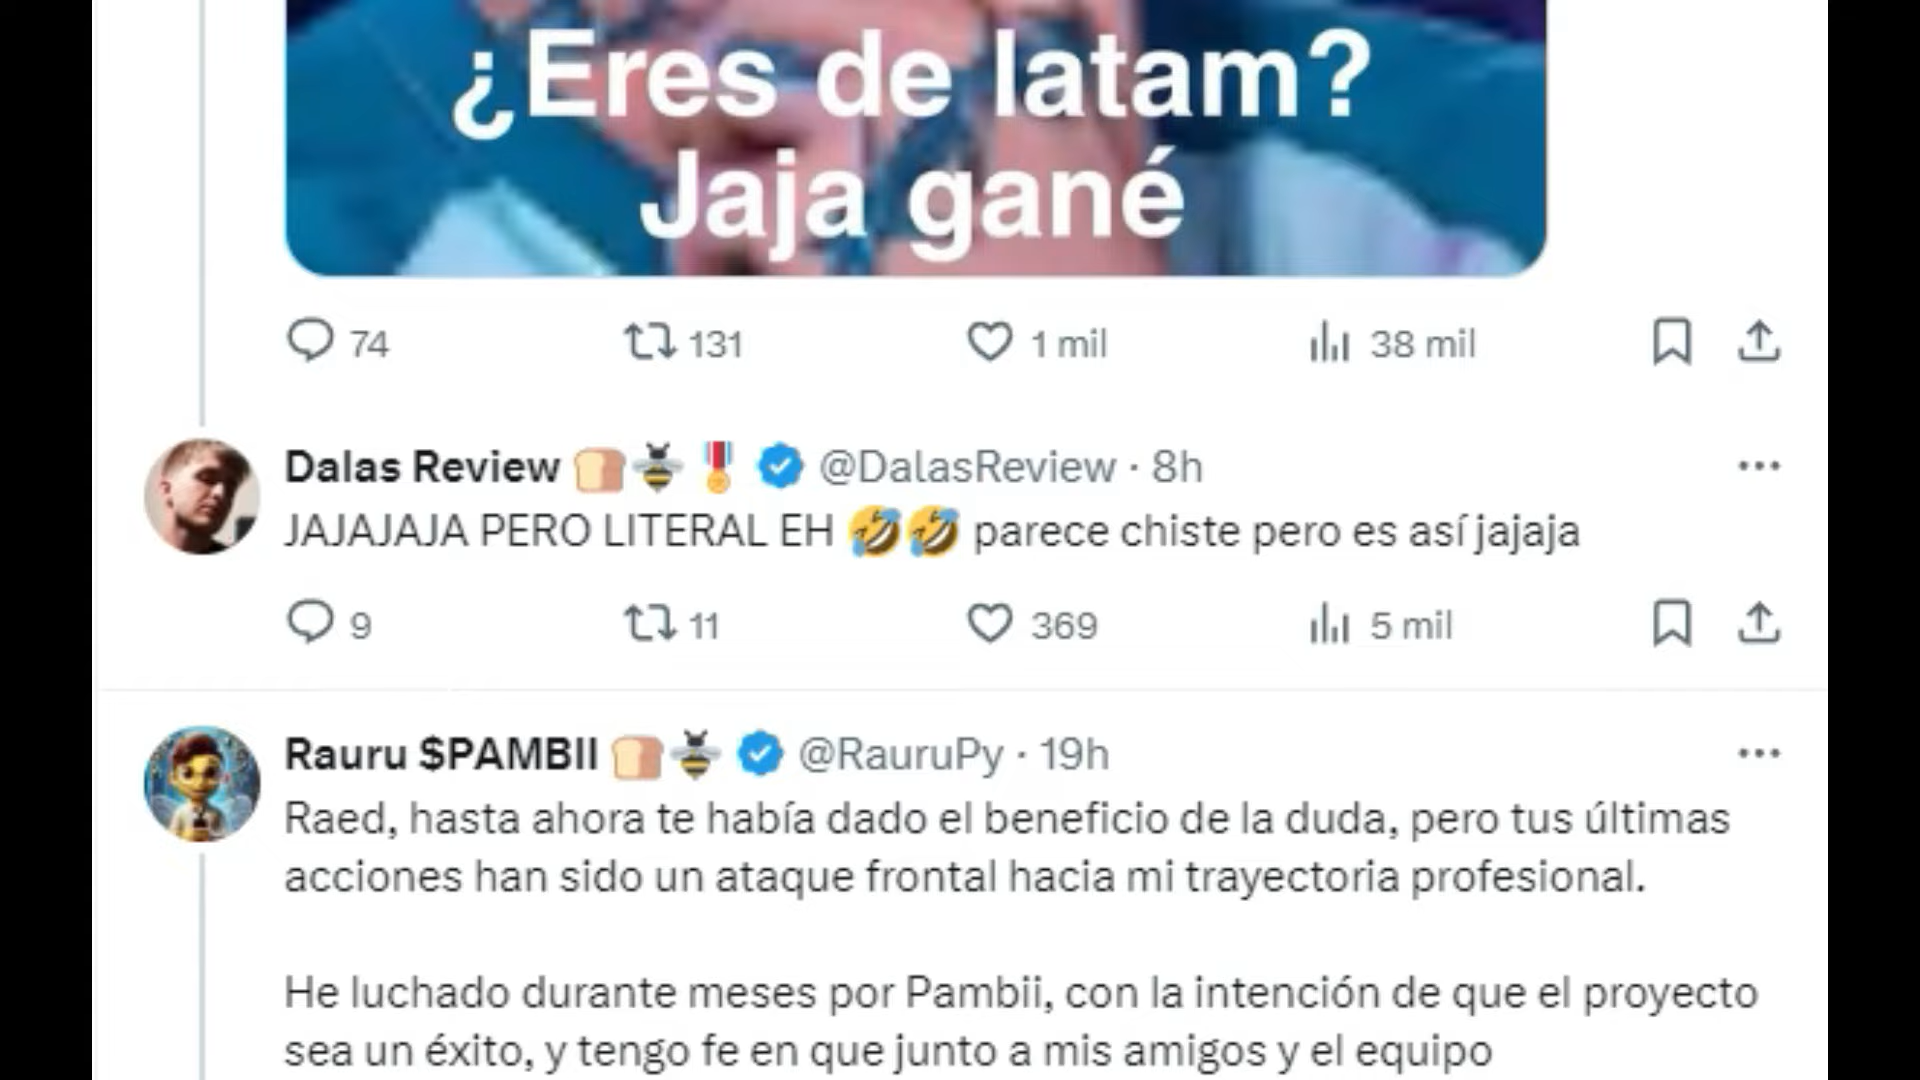 ¿Eres de latam?
Jaja gané
74 131 1 mil 38 mil
Dalas Review 🍞🐝🎖️ @DalasReview · 8h
JAJAJAJA PERO LITERAL EH 🤣🤣 parece chiste pero es así jajaja
9 11 369 5 mil
Rauru $PAMBII 🍞🐝 @RauruPy · 19h
Raed, hasta ahora te había dado el beneficio de la duda, pero tus últimas
acciones han sido un ataque frontal hacia mi trayectoria profesional.
He luchado durante meses por Pambii, con la intención de que el proyecto
sea un éxito, y tengo fe en que junto a mis amigos y el equipo